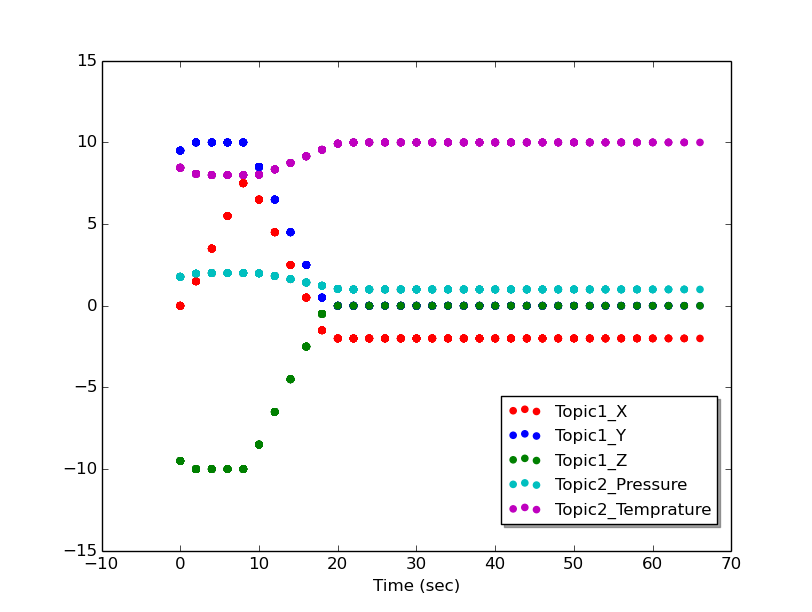 15
10
5
0
−5
−10
−15
−10 0 10 20 30 40 50 60 70
Time (sec)
Topic1_X
Topic1_Y
Topic1_Z
Topic2_Pressure
Topic2_Temprature